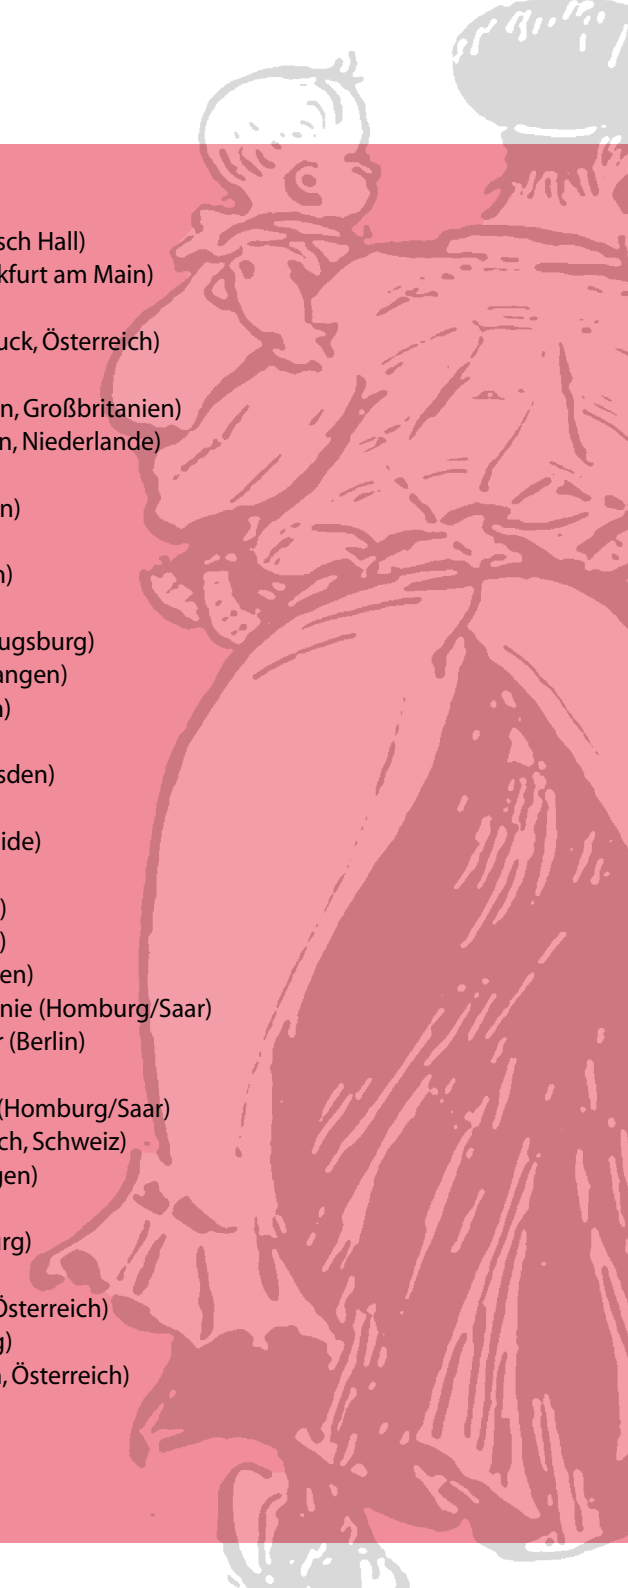 sch Hall)
kfurt am Main)
uck, Österreich)
n, Großbritanien)
n, Niederlande)
n)
n)
ugsburg)
angen)
n)
sden)
ide)
)
)
en)
nie (Homburg/Saar)
r (Berlin)
(Homburg/Saar)
ch, Schweiz)
gen)
rg)
Österreich)
g)
n, Österreich)